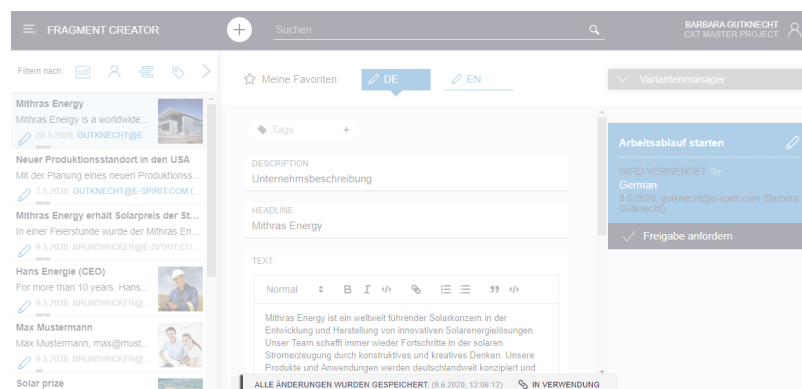 FRAGMENT CREATOR
Suchen
BARBARA GUTKNECHT
CXT MASTER PROJECT
Filtern nach:
Meine Favoriten
DE
EN
Variantenmanager
Mithras Energy
Mithras Energy is a worldwide...
20.5.2020, GUTKNECHT@E...
Neuer Produktionsstandort in den USA
Mit der Planung eines neuen Produktionss...
7.5.2020, GUTKNECHT@E-SPIRIT.COM (...
Mithras Energy erhält Solarpreis der St...
In einer Feierstunde wurde der Mithras En...
9.3.2020, BRUNSWICKER@E-SPIRIT.CO...
Hans Energie (CEO)
For more than 10 years, Hans...
9.3.2020, BRUNSWICKER@...
Max Mustermann
Max Mustermann, max@must...
9.3.2020, BRUNSWICKER@...
Solar prize
Tags +
DESCRIPTION
Unternehmsbeschreibung
HEADLINE
Mithras Energy
TEXT
Normal B I
Mithras Energy ist ein weltweit führender Solarkonzern in der
Entwicklung und Herstellung von innovativen Solarenergielösungen.
Unser Team schafft immer wieder Fortschritte in der solaren
Stromerzeugung durch konstruktives und kreatives Denken. Unsere
Produkte und Anwendungen werden deutschlandweit konzipiert und
ALLE ÄNDERUNGEN WURDEN GESPEICHERT. (9.6.2020, 12:06:12) IN VERWENDUNG
Arbeitsablauf starten
WIRD VERWENDET
German
9.6.2020, gutknecht@e-spirit.com (Barbara
Gutknecht)
Freigabe anfordern